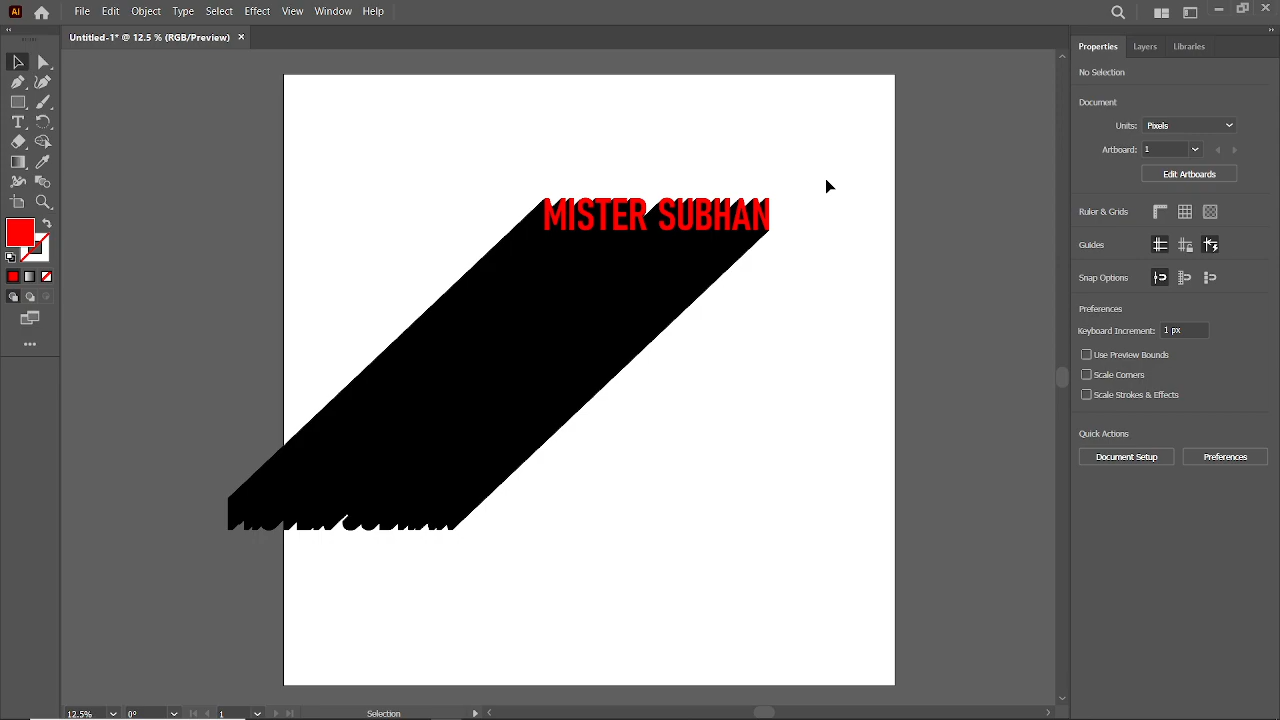 Ai File Edit Object Type Select Effect View Window Help
Untitled-1* @ 12.5 % (RGB/Preview)
Properties Layers Libraries
No Selection
Document
Units: Pixels
Artboard: 1
Edit Artboards
MISTER SUBHAN
Ruler & Grids
Guides
Snap Options
Preferences
Keyboard Increment: 1 px
Use Preview Bounds
Scale Corners
Scale Strokes & Effects
Quick Actions
Document Setup Preferences
12.5% 0° 1 Selection